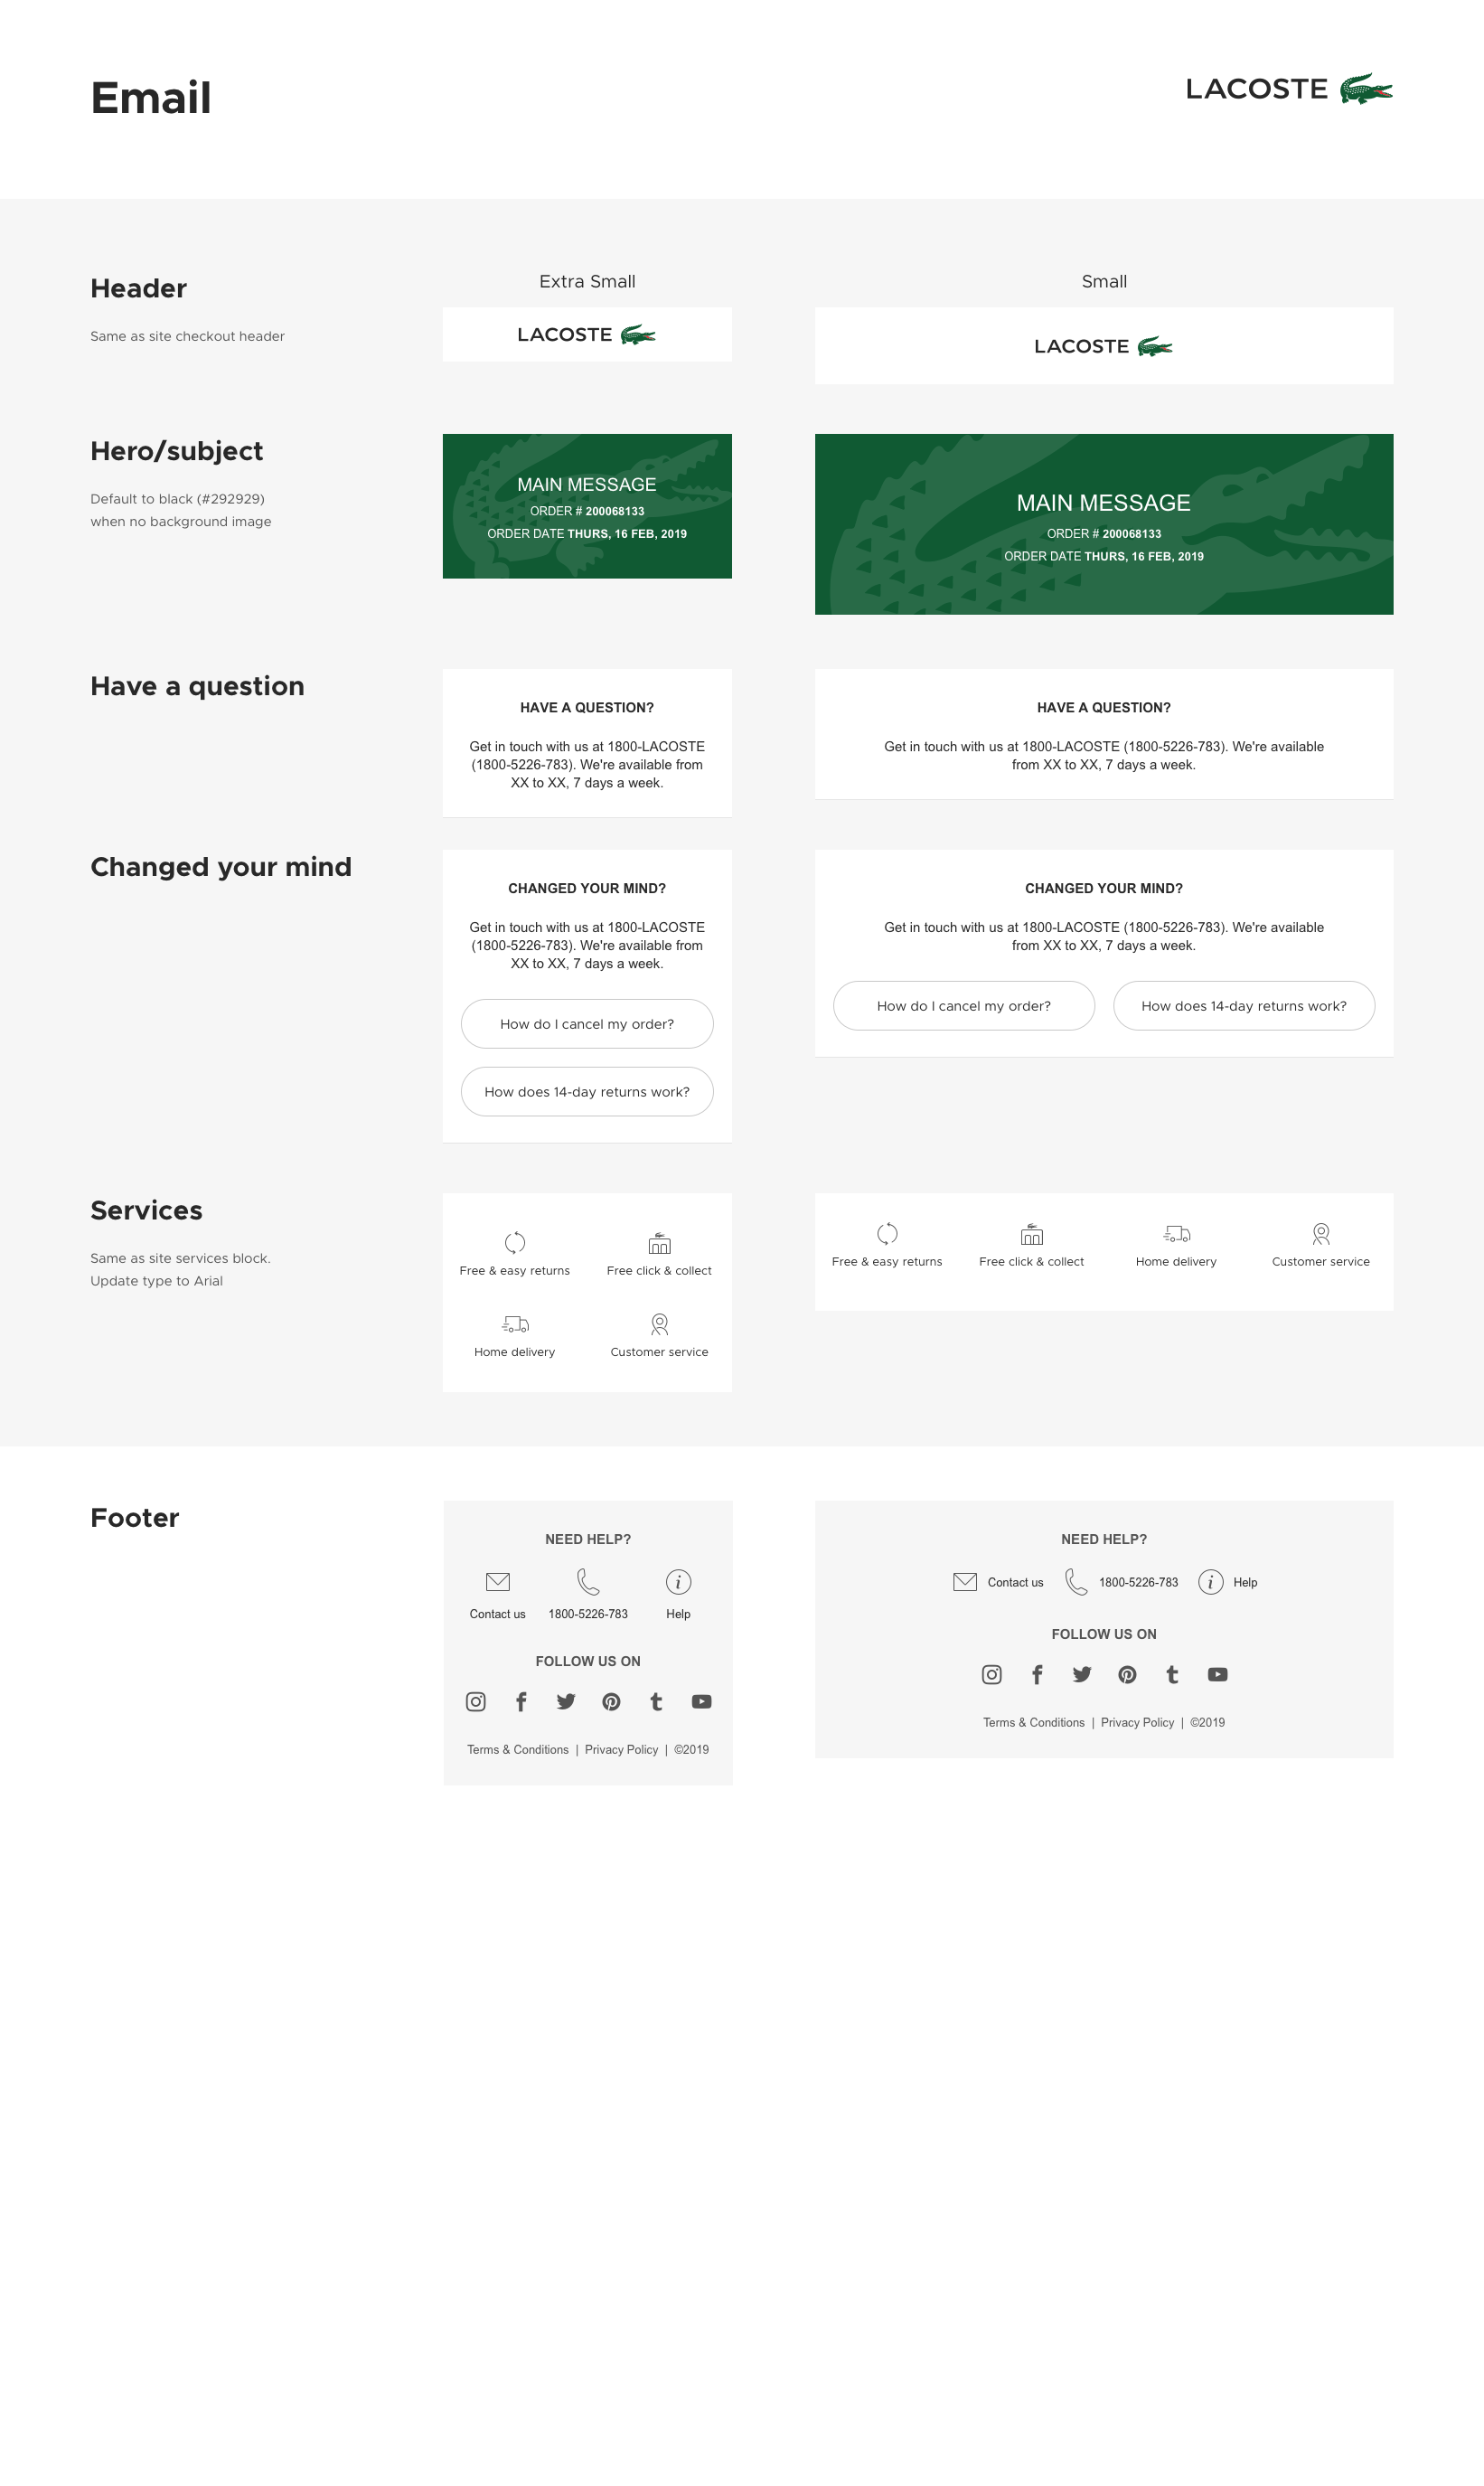 Email
LACOSTE
Header
Same as site checkout header
Extra Small
LACOSTE
Small
LACOSTE
Hero/subject
Default to black (#292929)
when no background image
MAIN MESSAGE
ORDER # 200068133
ORDER DATE THURS, 16 FEB, 2019
MAIN MESSAGE
ORDER # 200068133
ORDER DATE THURS, 16 FEB, 2019
Have a question
HAVE A QUESTION?
Get in touch with us at 1800-LACOSTE
(1800-5226-783). We're available from
XX to XX, 7 days a week.
HAVE A QUESTION?
Get in touch with us at 1800-LACOSTE (1800-5226-783). We're available
from XX to XX, 7 days a week.
Changed your mind
CHANGED YOUR MIND?
Get in touch with us at 1800-LACOSTE
(1800-5226-783). We're available from
XX to XX, 7 days a week.
How do I cancel my order?
How does 14-day returns work?
CHANGED YOUR MIND?
Get in touch with us at 1800-LACOSTE (1800-5226-783). We're available
from XX to XX, 7 days a week.
How do I cancel my order?
How does 14-day returns work?
Services
Same as site services block.
Update type to Arial
Free & easy returns
Free click & collect
Home delivery
Customer service
Free & easy returns
Free click & collect
Home delivery
Customer service
Footer
NEED HELP?
Contact us
1800-5226-783
Help
FOLLOW US ON
Terms & Conditions | Privacy Policy | ©2019
NEED HELP?
Contact us
1800-5226-783
Help
FOLLOW US ON
Terms & Conditions | Privacy Policy | ©2019